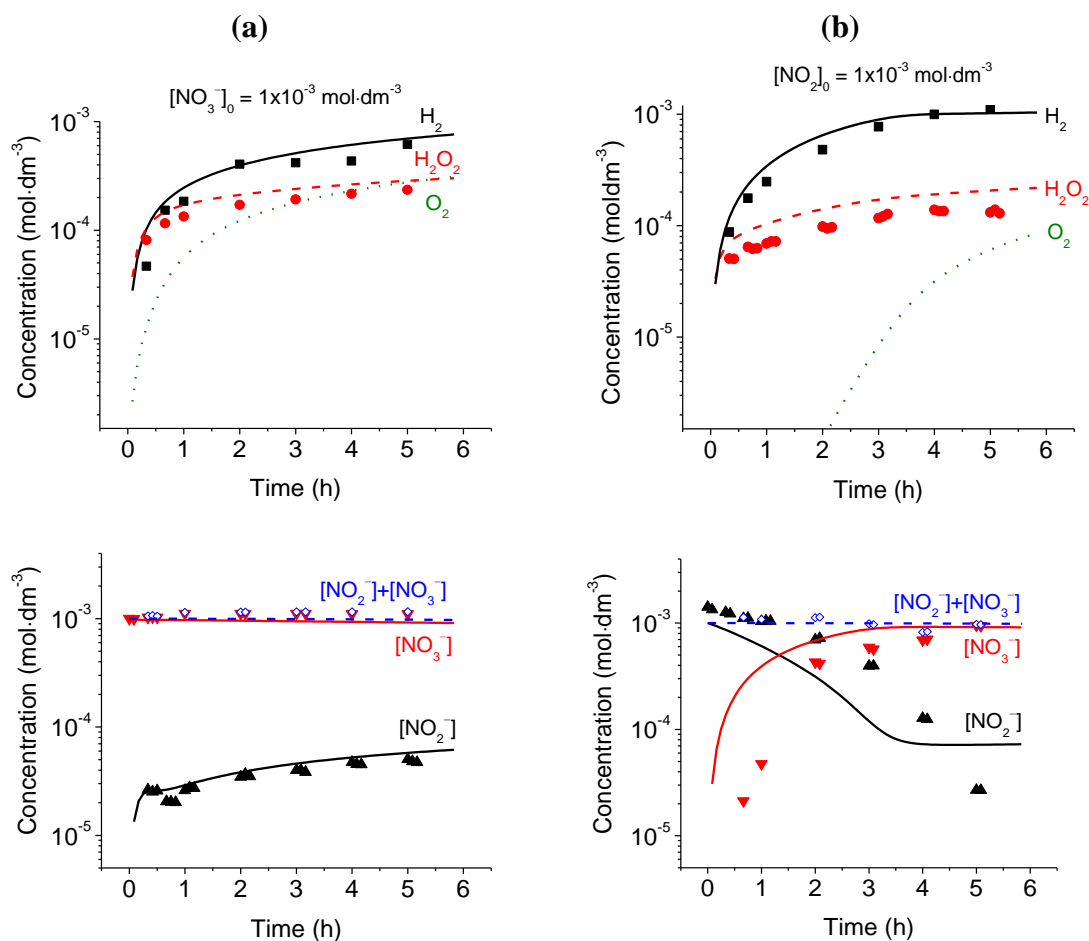 (a)
(b)
[NO₃⁻]₀ = 1x10⁻³ mol·dm⁻³
10⁻³
10⁻⁴
10⁻⁵
H₂
H₂O₂
O₂
Concentration (mol·dm⁻³)
0 1 2 3 4 5 6
Time (h)
[NO₂]₀ = 1x10⁻³ mol·dm⁻³
10⁻³
10⁻⁴
10⁻⁵
H₂
H₂O₂
O₂
Concentration (moldm⁻³)
0 1 2 3 4 5 6
Time (h)
10⁻³
10⁻⁴
10⁻⁵
[NO₂⁻]+[NO₃⁻]
[NO₃⁻]
[NO₂⁻]
Concentration (mol·dm⁻³)
0 1 2 3 4 5 6
Time (h)
10⁻³
10⁻⁴
10⁻⁵
[NO₂⁻]+[NO₃⁻]
[NO₃⁻]
[NO₂⁻]
Concentration (mol·dm⁻³)
0 1 2 3 4 5 6
Time (h)